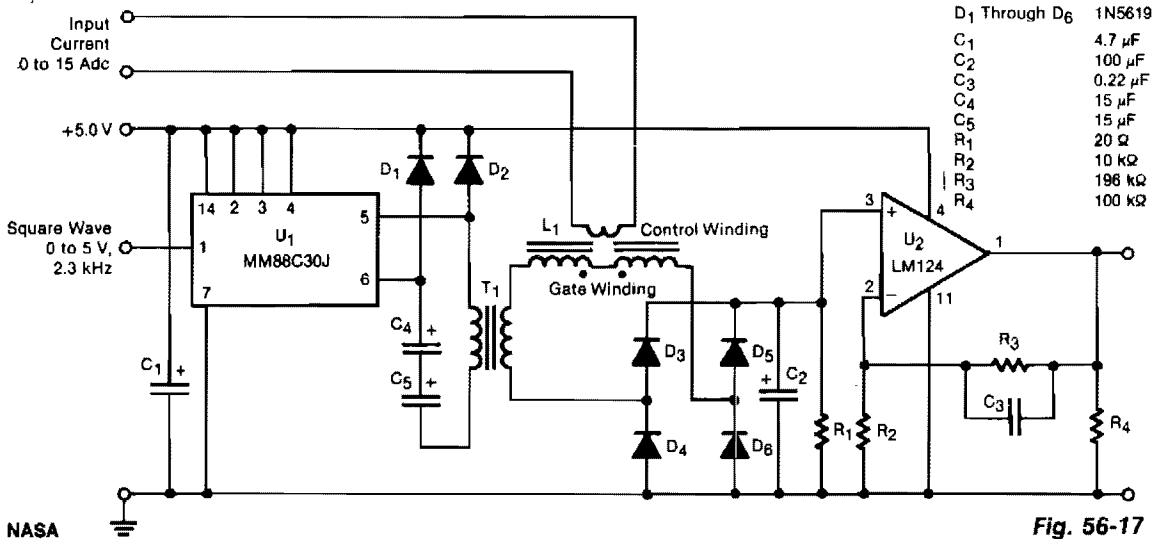 Input
Current
0 to 15 Adc
+5.0 V
Square Wave
0 to 5 V,
2.3 kHz
14 2 3 4
1
U1
MM88C30J
5
6
7
D1
D2
C1 +
C4 +
C5 +
T1
L1
Control Winding
Gate Winding
D3
D5
D4
D6
+ C2
R1
R2
3
+
2
−
U2
LM124
4
11
1
R3
C3
R4
D1 Through D6 1N5619
C1 4.7 µF
C2 100 µF
C3 0.22 µF
C4 15 µF
C5 15 µF
R1 20 Ω
R2 10 kΩ
R3 196 kΩ
R4 100 kΩ
NASA
Fig. 56-17